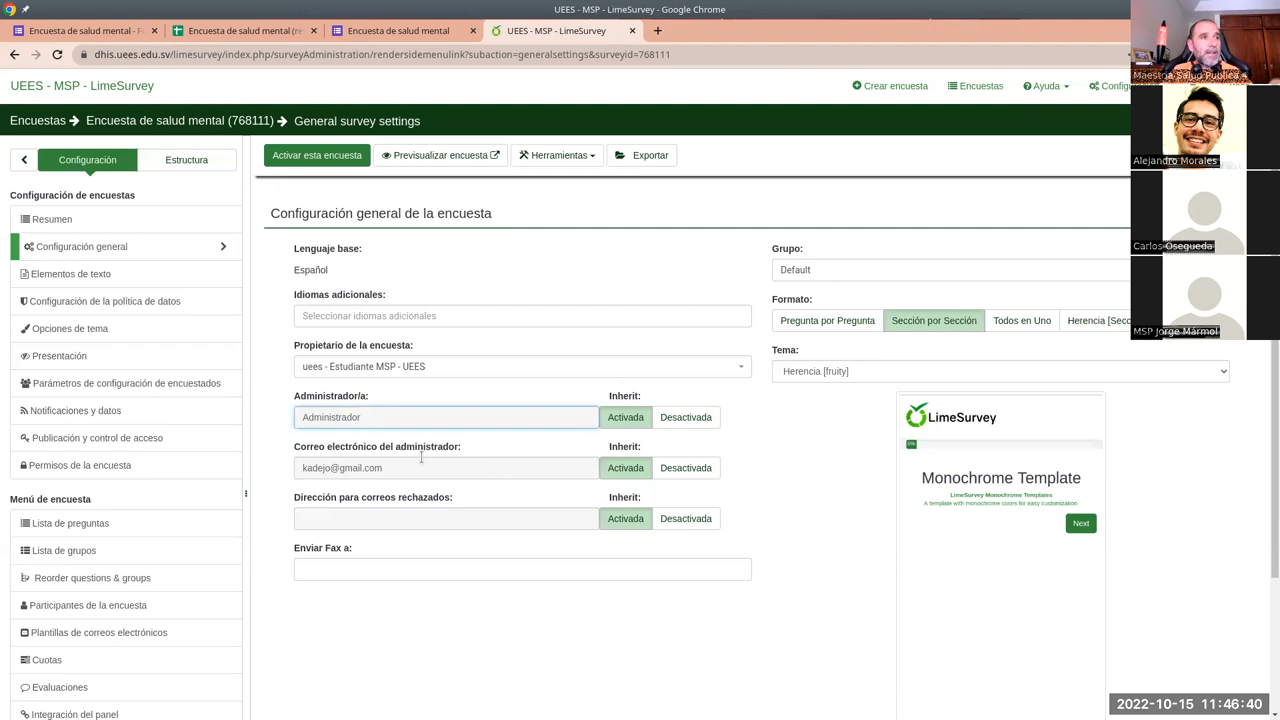 UEES - MSP - LimeSurvey - Google Chrome
Encuesta de salud mental - F
Encuesta de salud mental (re
Encuesta de salud mental
UEES - MSP - LimeSurvey
dhis.uees.edu.sv/limesurvey/index.php/surveyAdministration/rendersidemenulink?subaction=generalsettings&surveyid=768111
UEES - MSP - LimeSurvey
Crear encuesta
Encuestas
Ayuda
Configu
Encuestas
Encuesta de salud mental (768111)
General survey settings
Configuración
Estructura
Activar esta encuesta
Previsualizar encuesta
Herramientas
Exportar
Configuración de encuestas
Resumen
Configuración general
Elementos de texto
Configuración de la política de datos
Opciones de tema
Presentación
Parámetros de configuración de encuestados
Notificaciones y datos
Publicación y control de acceso
Permisos de la encuesta
Menú de encuesta
Lista de preguntas
Lista de grupos
Reorder questions & groups
Participantes de la encuesta
Plantillas de correos electrónicos
Cuotas
Evaluaciones
Integración del panel
Configuración general de la encuesta
Lenguaje base:
Español
Idiomas adicionales:
Seleccionar idiomas adicionales
Propietario de la encuesta:
uees - Estudiante MSP - UEES
Administrador/a:
Inherit:
Administrador
Activada
Desactivada
Correo electrónico del administrador:
Inherit:
kadejo@gmail.com
Activada
Desactivada
Dirección para correos rechazados:
Inherit:
Activada
Desactivada
Enviar Fax a:
Grupo:
Default
Formato:
Pregunta por Pregunta
Sección por Sección
Todos en Uno
Herencia [Secc
Tema:
Herencia [fruity]
LimeSurvey
0%
Monochrome Template
LimeSurvey Monochrome Templates
A template with monochrome colors for easy customization
Next
Maestria Salud Publica
Alejandro Morales
Carlos Osegueda
MSP Jorge Mármol
2022-10-15 11:46:40